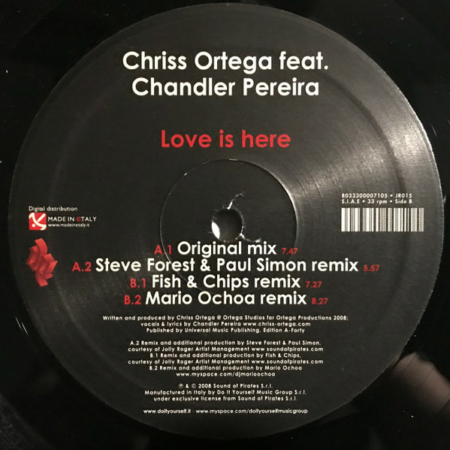 Chriss Ortega feat.
Chandler Pereira
Love is here
Digital distribution
MADE IN ETALY
www.madeinetaly.it
8033300007105 • JR015
S.I.A.E • 33 rpm • Side B
A.1 Original mix 7.47
A.2 Steve Forest & Paul Simon remix 8.57
B.1 Fish & Chips remix 7.27
B.2 Mario Ochoa remix 8.27
Written and produced by Chriss Ortega @ Ortega Studios for Ortega Productions 2008;
vocals & lyrics by Chandler Pereira www.chriss-ortega.com
Published by Universal Music Publishing, Edition A-Forty
A.2 Remix and additional production by Steve Forest & Paul Simon,
courtesy of Jolly Roger Artist Management www.soundofpirates.com
B.1 Remix and additional production by Fish & Chips,
courtesy of Jolly Roger Artist Management www.soundofpirates.com
B.2 Remix and additional production by Mario Ochoa
www.myspace.com/djmarioochoa
℗ & © 2008 Sound of Pirates S.r.l.
Manufactured in Italy by Do It Yourself Music Group S.r.l.
under exclusive license from Sound of Pirates S.r.l.
www.doityourself.it - www.myspace.com/doityourselfmusicgroup